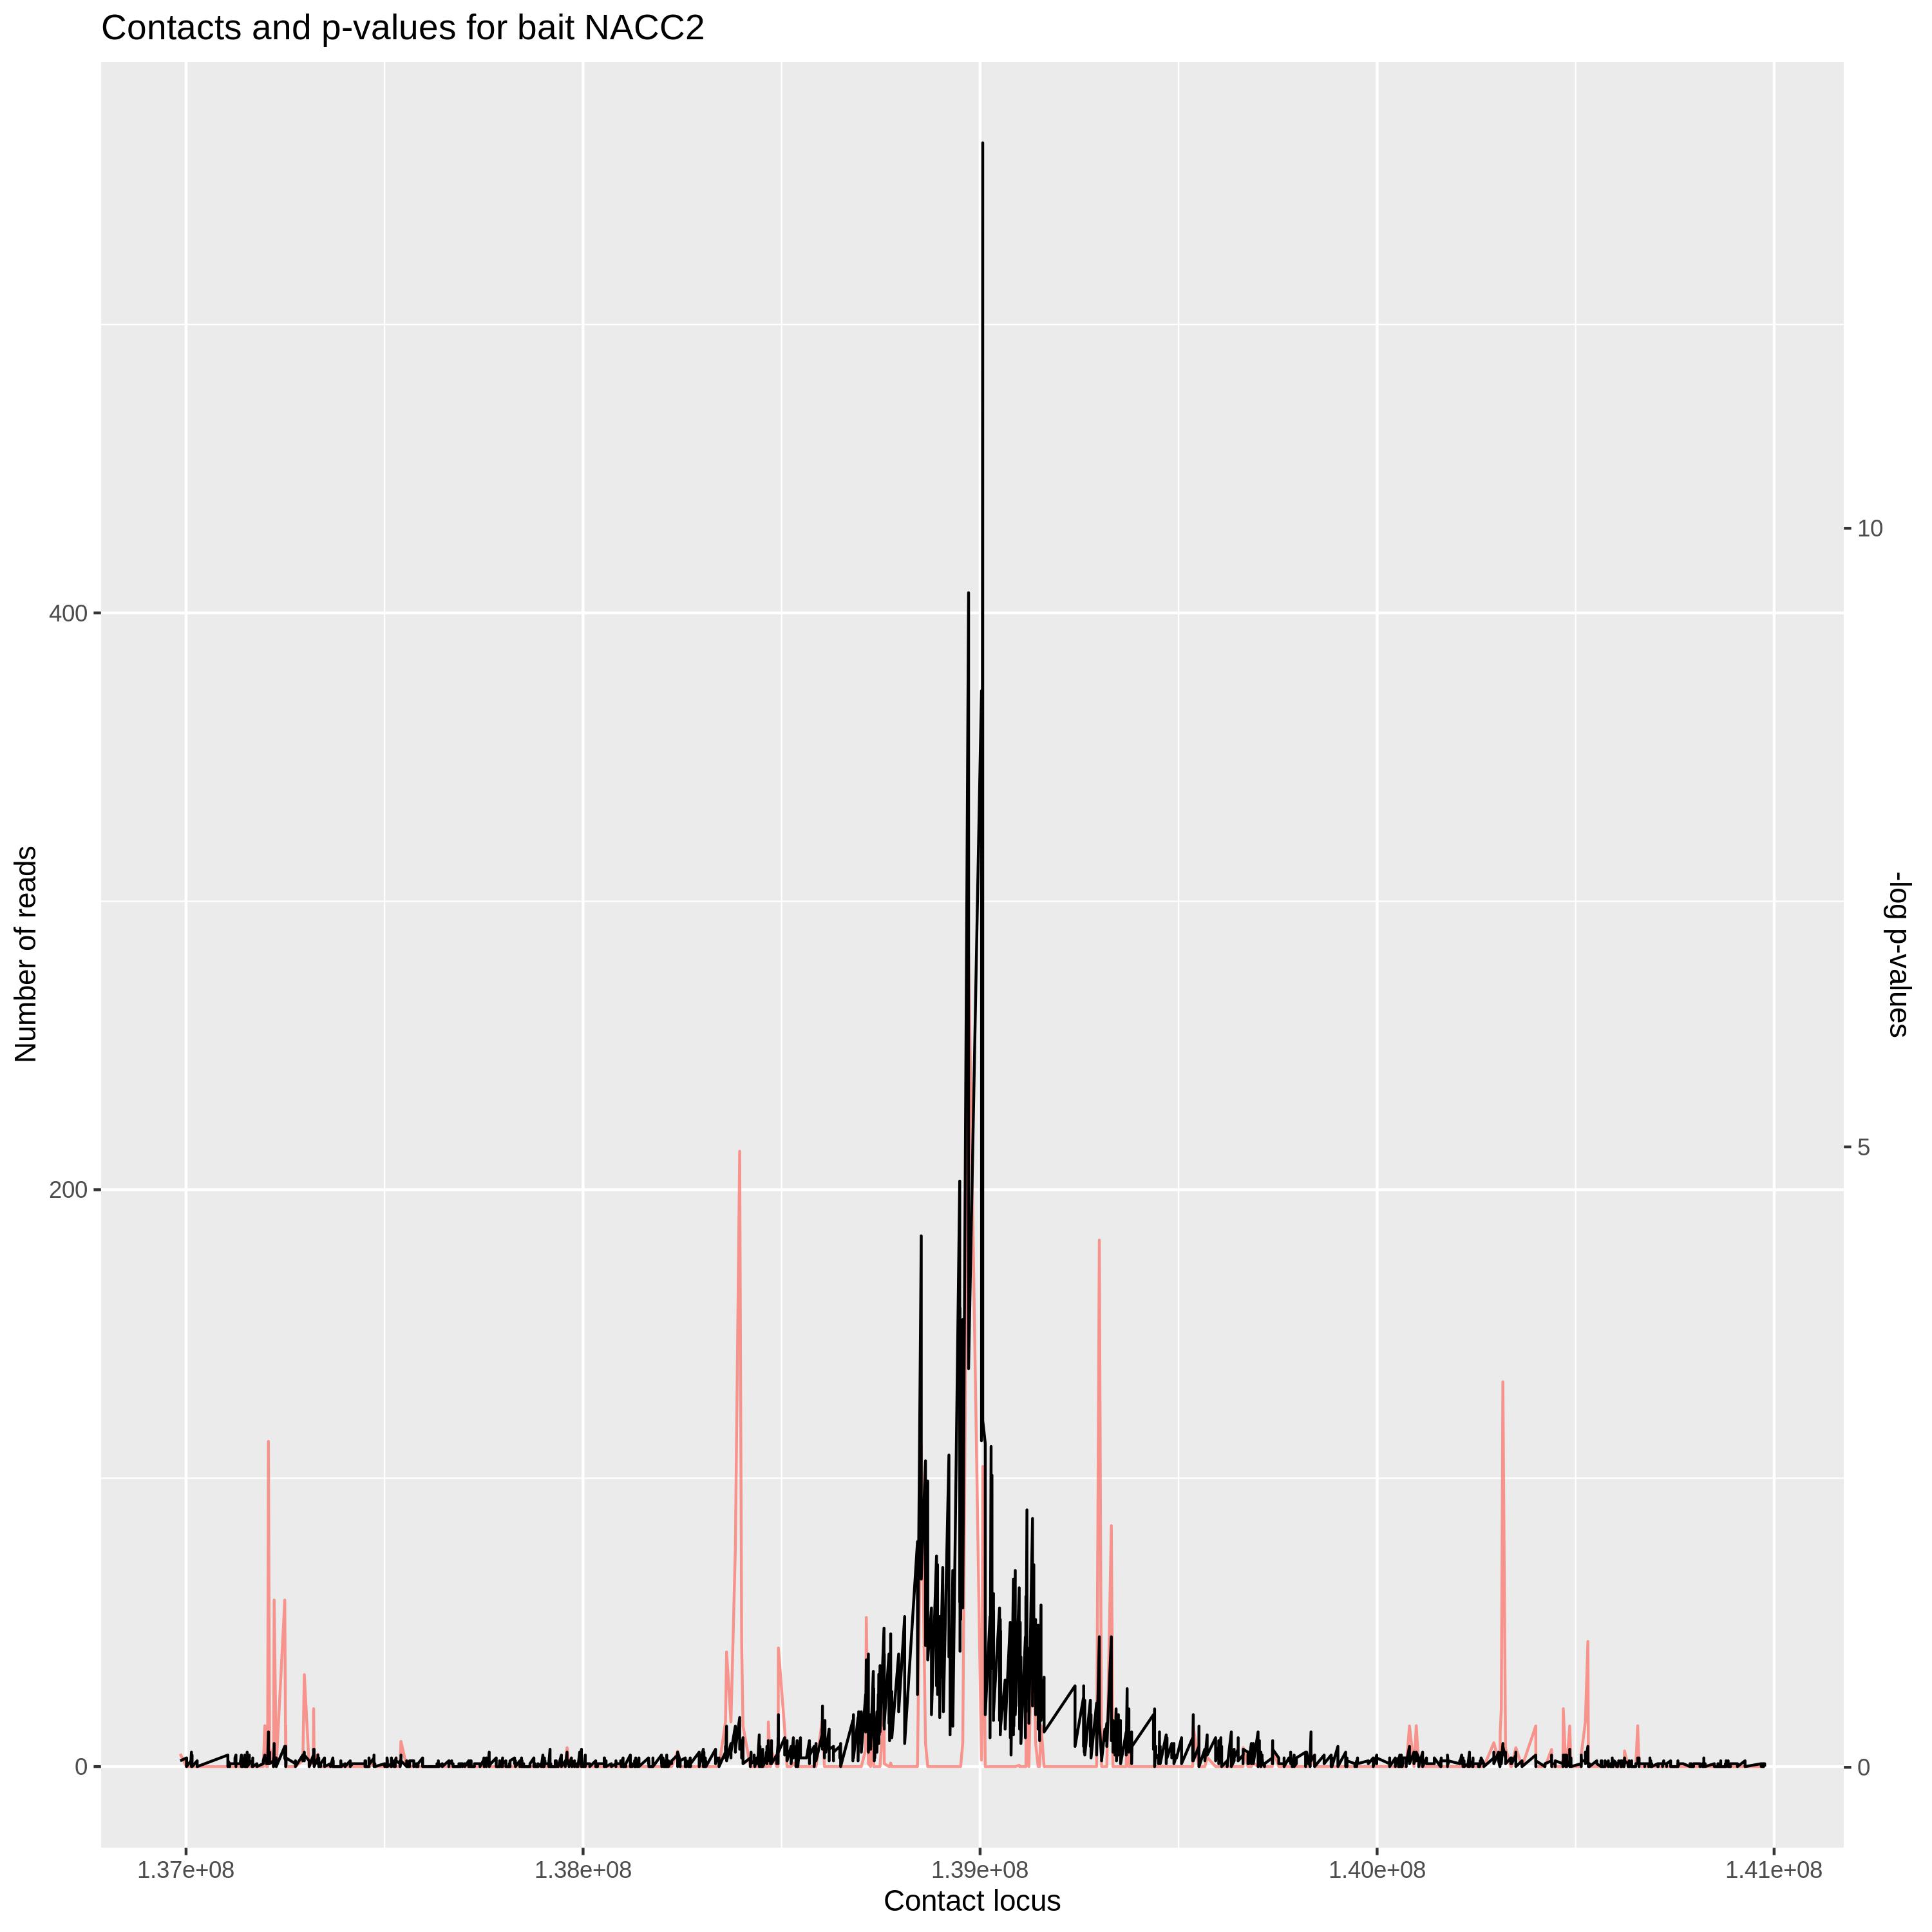 Contacts and p-values for bait NACC2
Number of reads
400
200
0
10
5
0
-log p-values
1.37e+08 1.38e+08 1.39e+08 1.40e+08 1.41e+08
Contact locus